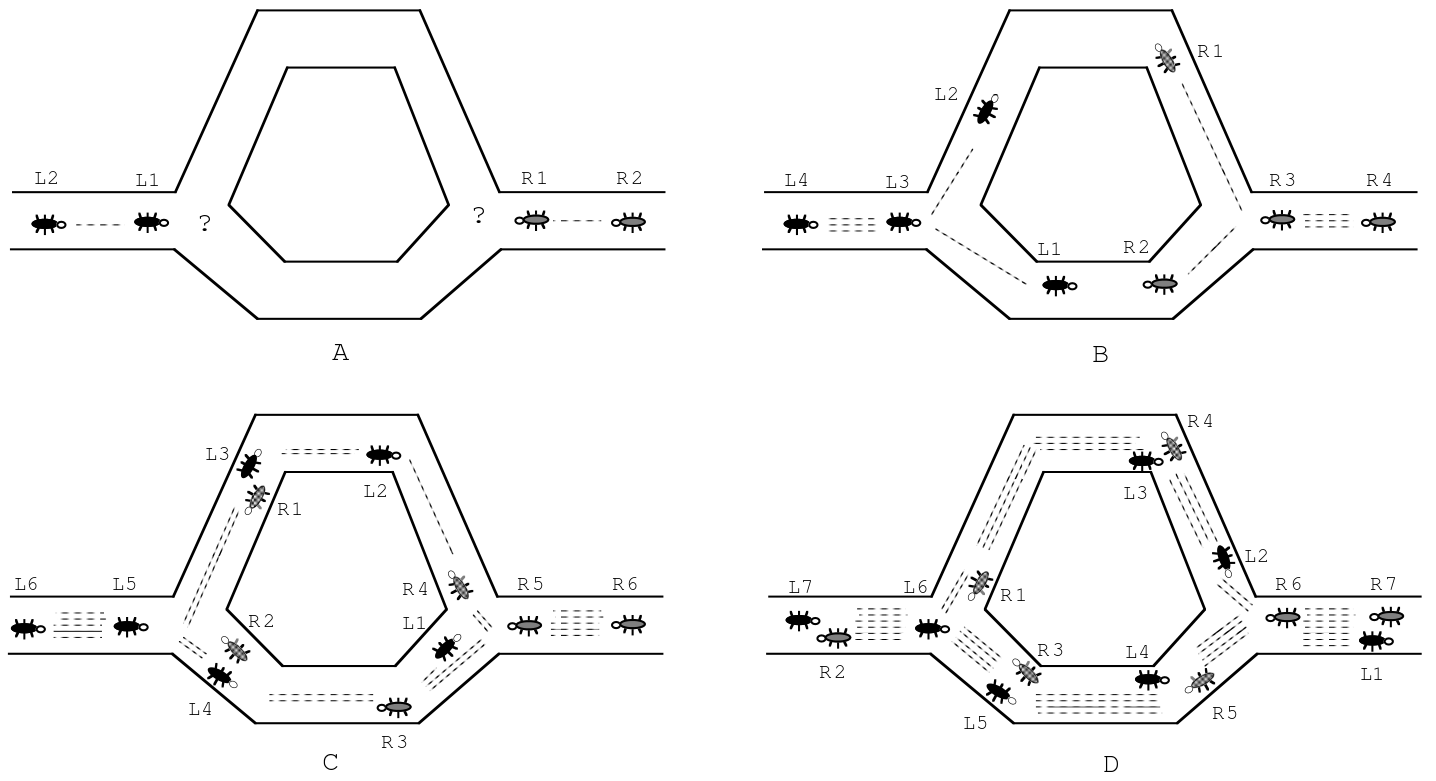 L2 L1 ? ? R1 R2
A
R1
L2
L4 L3 R3 R4
L1 R2
B
L3
L2
R1
L6 L5 R4 R5 R6
R2 L1
L4
R3
C
R4
L3
L2
L7 L6 R1 R6 R7
R3 L4
R2 L1
L5 R5
D